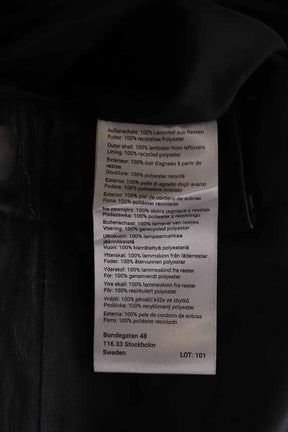 Außenschale: 100% Lammfell aus Resten
Futter: 100% recyceltes Polyester
Outer shell: 100% lambskin from leftovers
Lining: 100% recycled polyester
Extérieur: 100% cuir d'agneau à partir de
restes
Doublure: 100% polyester recyclé
Esterno: 100% pelle di agnello dagli avanzi
Fodera: 100% poliestere riciclato
Externo: 100% piel de cordero de sobras
Forro: 100% poliéster reciclado
Na zewnątrz: 100% skóra jagnięca z resztek
Podszewka: 100% poliester z recyklingu
Buitenschaal: 100% lamsvel van restjes
Voering: 100% gerecycled polyester
Ulkokuori: 100% lampaannahkaa
jäännöksistä
Vuori: 100% kierrätettyä polyesteriä
Ytterskal: 100% lammskinn från läderrester
Foder: 100% återvunnen polyester
Yderstof: 100% lammeskind fra rester
For: 100% genanvendt polyester
Ytre skall: 100% lammeskinn fra rester
Fôr: 100% resirkulert polyester
Vnější: 100% jehněčí kůže ze zbytků
Podšívka: 100% recyklovaný polyester
Externa: 100% pele de cordeiro de sobras
Forro: 100% poliéster reciclado
Bondegatan 48
116 33 Stockholm
Sweden
LOT: 101